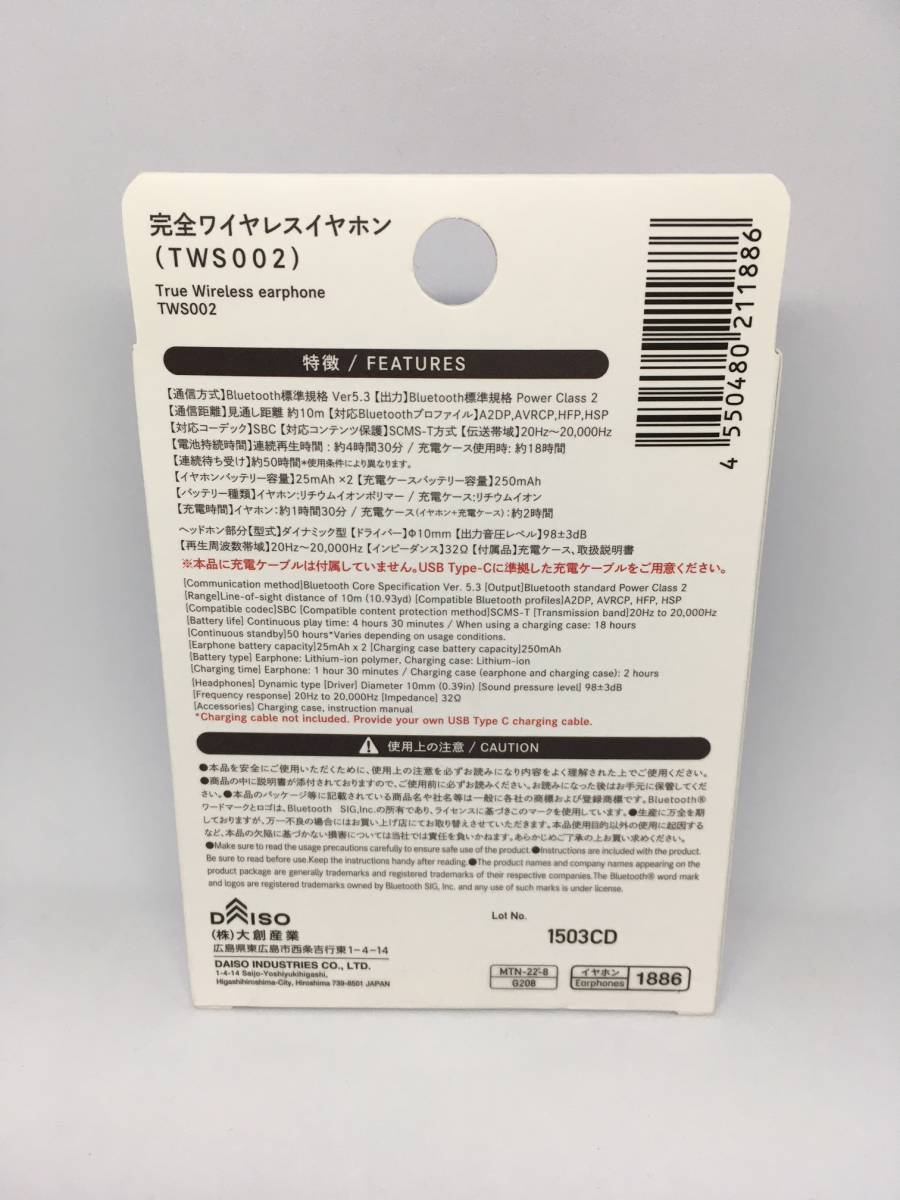 完全ワイヤレスイヤホン
(TWS002)
True Wireless earphone
TWS002
4 550480 211886
特徴 / FEATURES
【通信方式】Bluetooth標準規格 Ver5.3 【出力】Bluetooth標準規格 Power Class 2
【通信距離】見通し距離 約10m 【対応Bluetoothプロファイル】A2DP,AVRCP,HFP,HSP
【対応コーデック】SBC 【対応コンテンツ保護】SCMS-T方式 【伝送帯域】20Hz～20,000Hz
【電池持続時間】連続再生時間：約4時間30分 / 充電ケース使用時: 約18時間
【連続待ち受け】約50時間*使用条件により異なります。
【イヤホンバッテリー容量】25mAh ×2 【充電ケースバッテリー容量】250mAh
【バッテリー種類】イヤホン:リチウムイオンポリマー / 充電ケース:リチウムイオン
【充電時間】イヤホン:約1時間30分 / 充電ケース(イヤホン+充電ケース) :約2時間
ヘッドホン部分【型式】ダイナミック型 【ドライバー】Φ10mm 【出力音圧レベル】98±3dB
【再生周波数帯域】20Hz～20,000Hz 【インピーダンス】32Ω 【付属品】充電ケース、取扱説明書
※本品に充電ケーブルは付属していません。USB Type-Cに準拠した充電ケーブルをご用意ください。
[Communication method]Bluetooth Core Specification Ver. 5.3 [Output]Bluetooth standard Power Class 2
[Range]Line-of-sight distance of 10m (10.93yd) [Compatible Bluetooth profiles]A2DP, AVRCP, HFP, HSP
[Compatible codec]SBC [Compatible content protection method]SCMS-T [Transmission band]20Hz to 20,000Hz
[Battery life] Continuous play time: 4 hours 30 minutes / When using a charging case: 18 hours
[Continuous standby]50 hours*Varies depending on usage conditions.
[Earphone battery capacity]25mAh x 2 [Charging case battery capacity]250mAh
[Battery type] Earphone: Lithium-ion polymer, Charging case: Lithium-ion
[Charging time] Earphone: 1 hour 30 minutes / Charging case (earphone and charging case): 2 hours
[Headphones] Dynamic type [Driver] Diameter 10mm (0.39in) [Sound pressure level] 98±3dB
[Frequency response] 20Hz to 20,000Hz [Impedance] 32Ω
[Accessories] Charging case, instruction manual
*Charging cable not included. Provide your own USB Type C charging cable.
使用上の注意 / CAUTION
●本品を安全にご使用いただくために、使用上の注意を必ずお読みになり内容をよく理解された上でご使用ください。
●商品の中に説明書が添付されておりますので、ご使用前に必ずお読みください。お読みになった後はお手元に保管してくださ
い。●本品のパッケージ等に記載されている商品名や社名等は一般に各社の商標および登録商標です。Bluetooth®
ワードマークとロゴは、Bluetooth SIG,Inc.の所有であり、ライセンスに基づきこのマークを使用しています。●生産に万全を期
しておりますが、万一不良の場合にはお買い上げ店にてお取り替えさせていただきます。本品使用目的以外の使用に起因する
など、本品の欠陥に基づかない損害については当社では責任を負いかねます。あらかじめご了承の上お買い求めください。
●Make sure to read the usage precautions carefully to ensure safe use of the product.●Instructions are included with the product.
Be sure to read before use.Keep the instructions handy after reading.●The product names and company names appearing on the
product package are generally trademarks and registered trademarks of their respective companies.The Bluetooth® word mark
and logos are registered trademarks owned by Bluetooth SIG, Inc. and any use of such marks is under license.
DAISO
(株)大創産業
広島県東広島市西条吉行東1-4-14
DAISO INDUSTRIES CO., LTD.
1-4-14 Saijo-Yoshiyukihigashi,
Higashihiroshima-City, Hiroshima 739-8501 JAPAN
Lot No.
1503CD
MTN-22'-8
G208
イヤホン
Earphones
1886